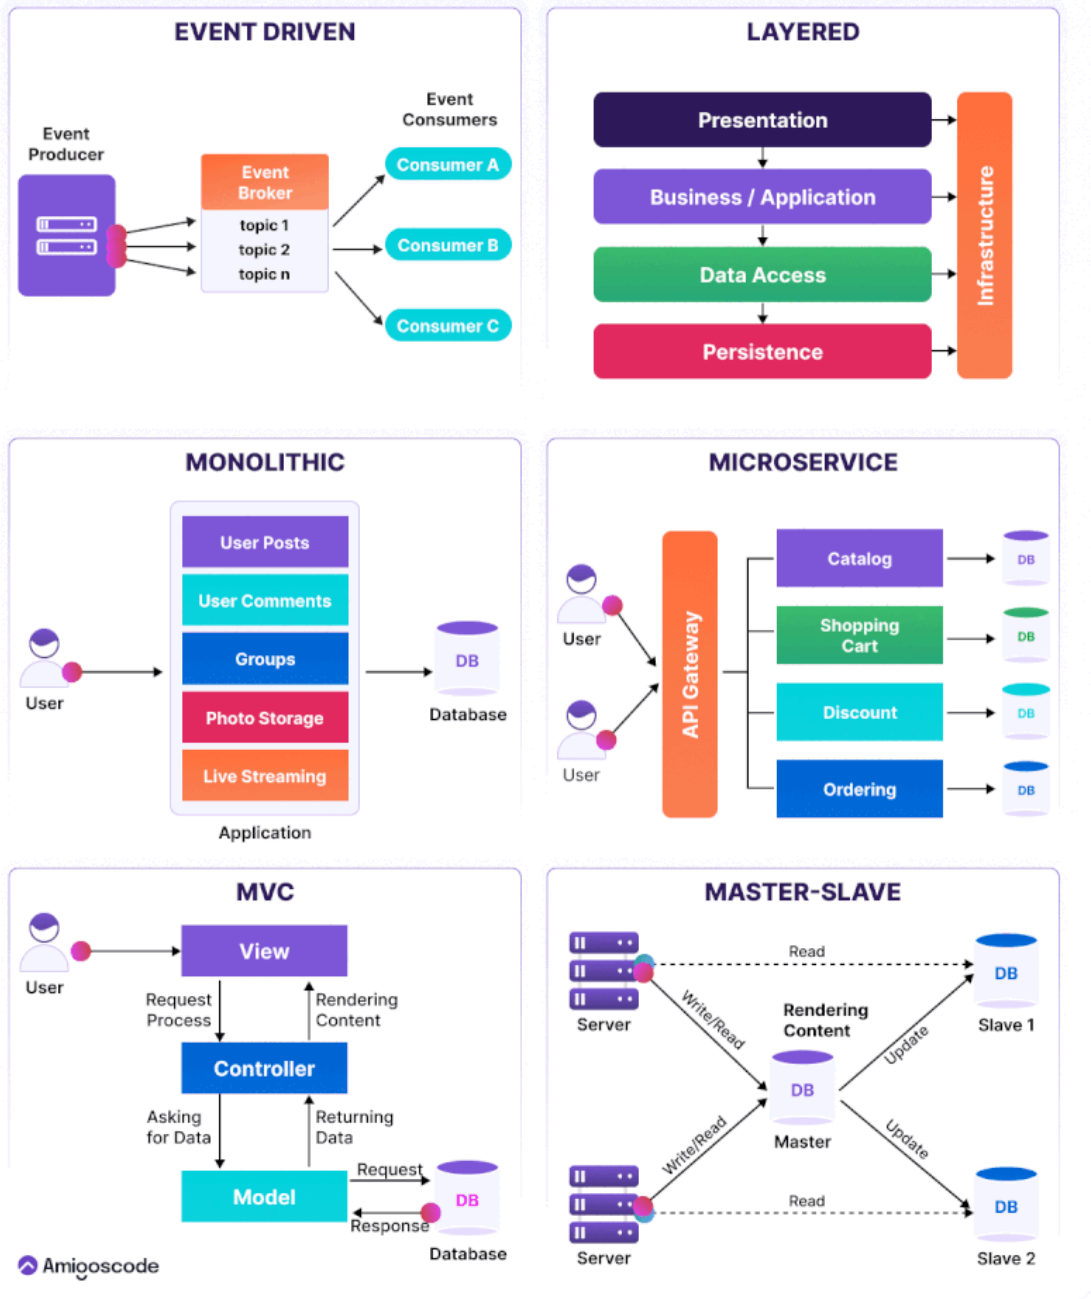 EVENT DRIVEN
Event
Producer
Event
Broker
topic 1
topic 2
topic n
Event
Consumers
Consumer A
Consumer B
Consumer C
LAYERED
Presentation
Business / Application
Data Access
Persistence
Infrastructure
MONOLITHIC
User
User Posts
User Comments
Groups
Photo Storage
Live Streaming
Application
DB
Database
MICROSERVICE
User
User
API Gateway
Catalog
Shopping
Cart
Discount
Ordering
DB
DB
DB
DB
MVC
User
View
Request
Process
Rendering
Content
Controller
Asking
for Data
Returning
Data
Model
Request
Response
DB
Database
MASTER-SLAVE
Server
Read
Write/Read
Rendering
Content
DB
Master
Update
DB
Slave 1
Write/Read
Update
Server
Read
DB
Slave 2
Amigoscode